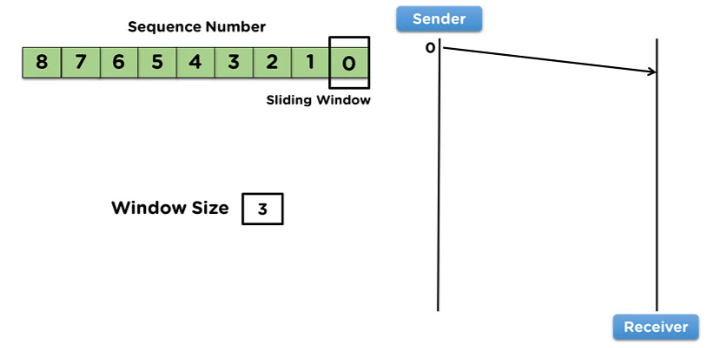 Sequence Number
8 7 6 5 4 3 2 1 0
Sliding Window
Window Size 3
Sender
0
Receiver